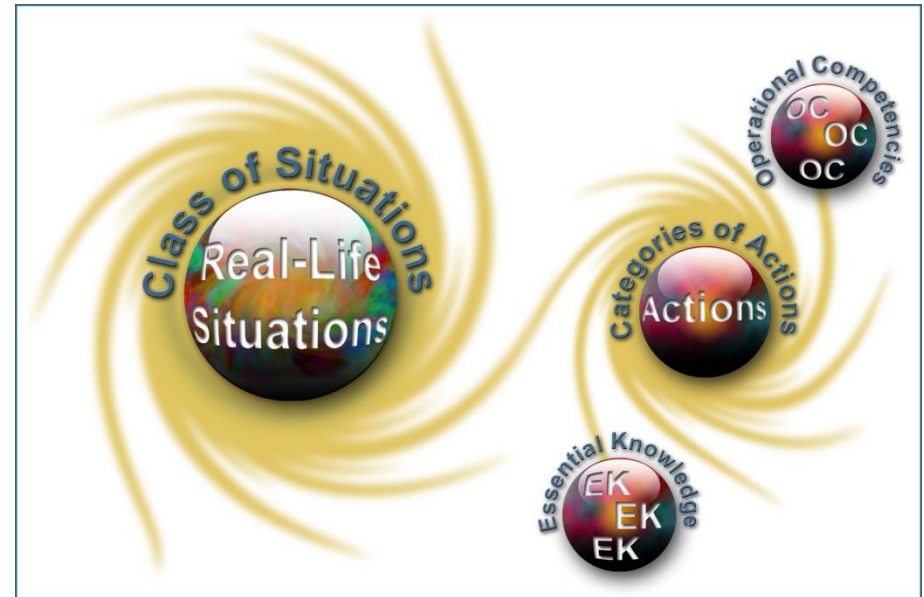 Class of Situations
Real-Life
Situations
Operational Competencies
OC
OC
OC
Categories of Actions
Actions
Essential Knowledge
EK
EK
EK